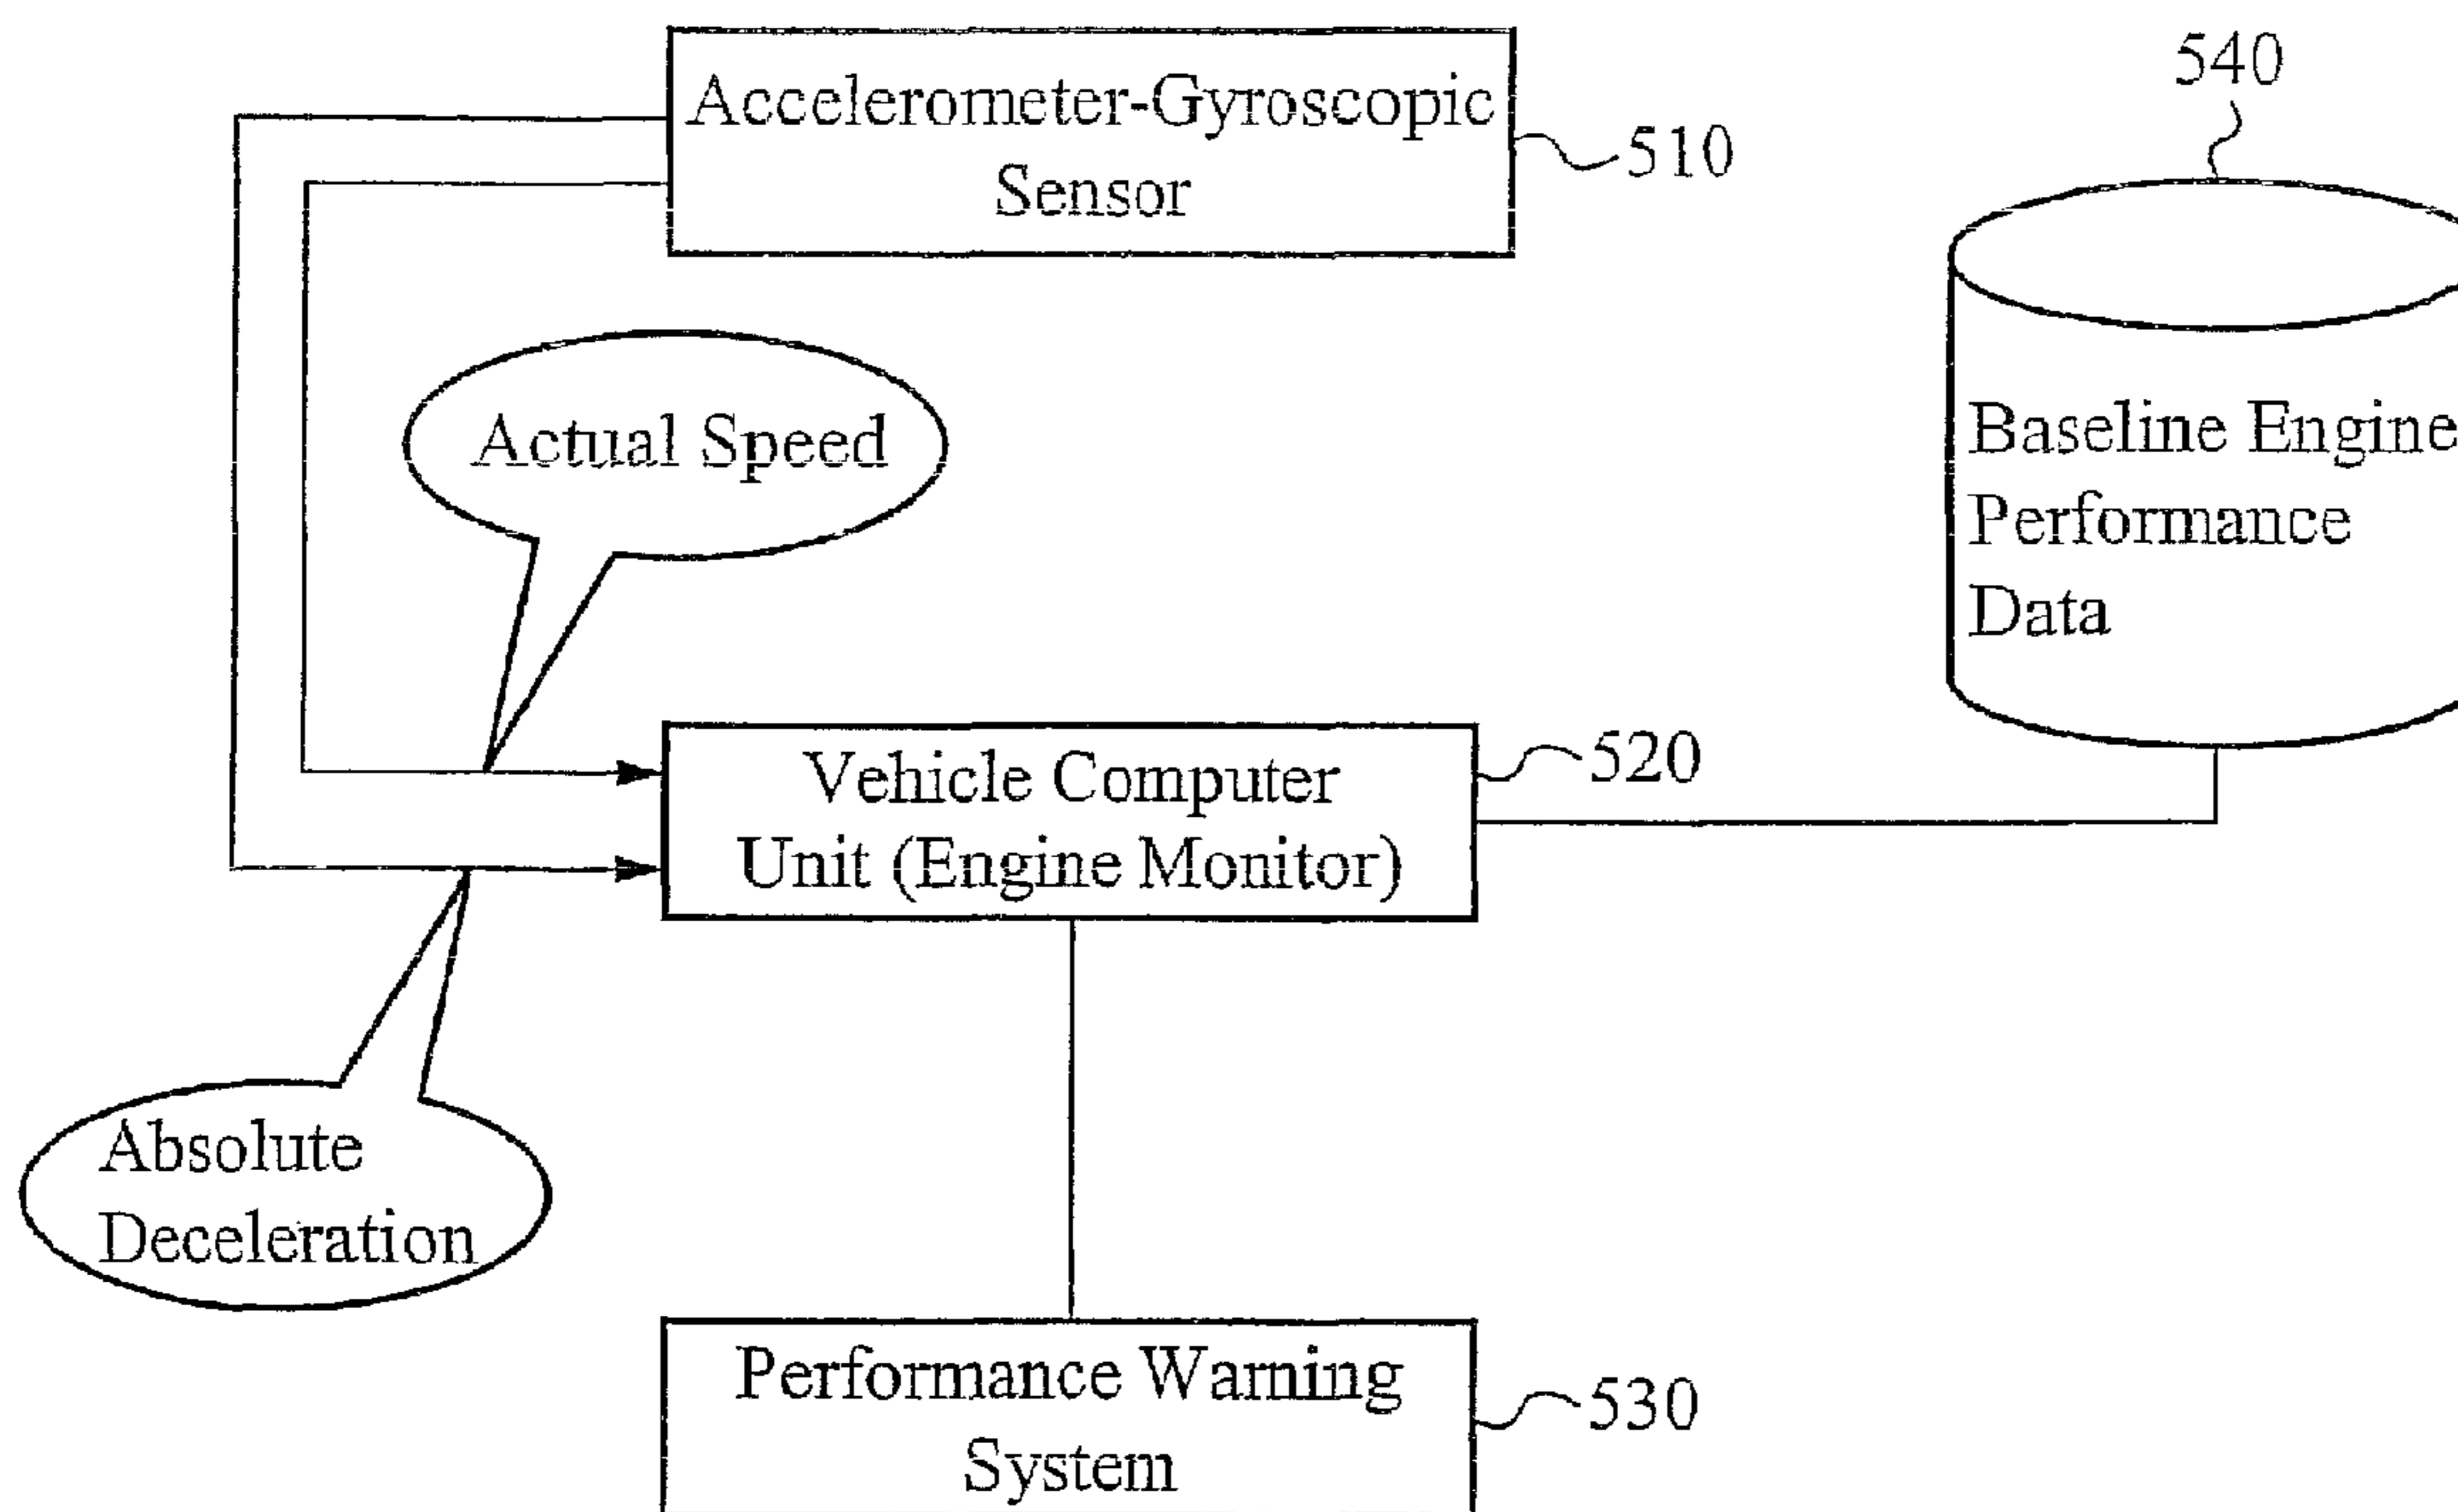 Accelerometer-Gyroscopic
Sensor
510
540
Actual Speed
Baseline Engine
Performance
Data
Vehicle Computer
Unit (Engine Monitor)
520
Absolute
Deceleration
Performance Warning
System
530